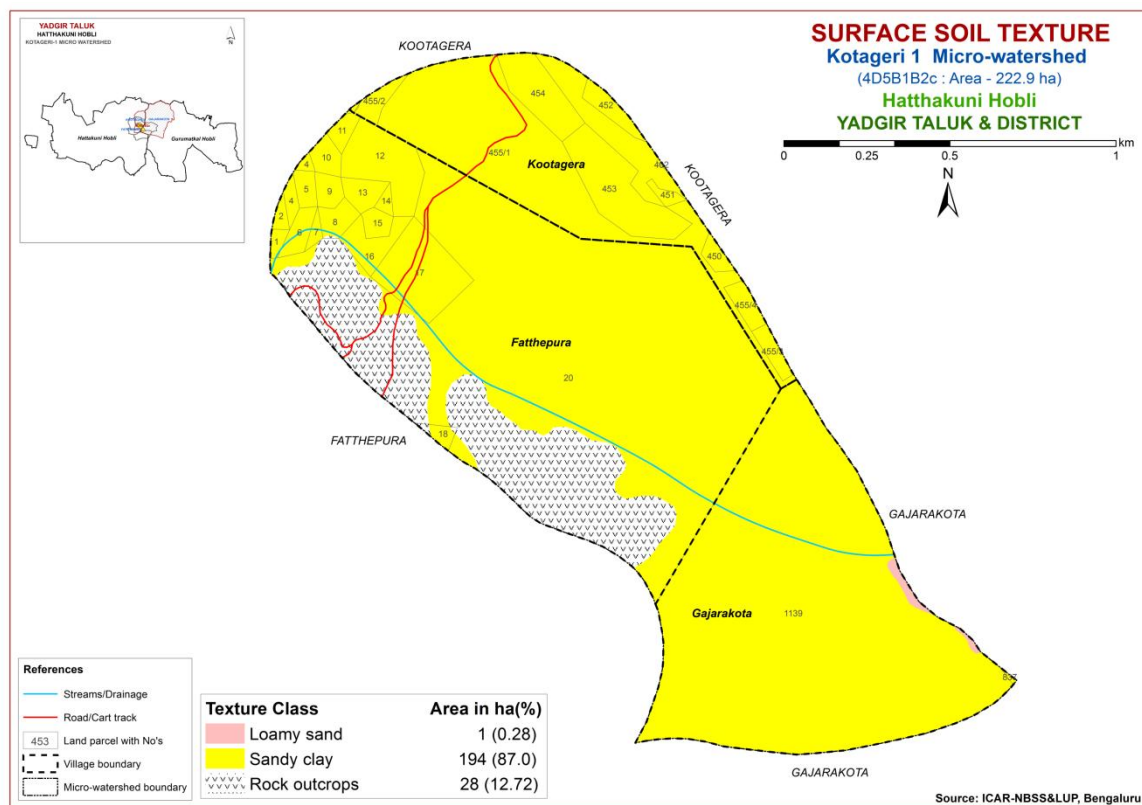 YADGIR TALUK
HATTHAKUNI HOBLI
KOTAGERI-1 MICRO WATERSHED
N
Hattakuni Hobli
Gurumatkal Hobli
SURFACE SOIL TEXTURE
Kotageri 1 Micro-watershed
(4D5B1B2c : Area - 222.9 ha)
Hatthakuni Hobli
YADGIR TALUK & DISTRICT
0 0.25 0.5 1 km
N
KOOTAGERA
454
452
455/2
11
12
10
455/1
Kootagera
4
5
9
13
453
452
451
KOOTAGERA
4
14
2
15
8
7
6
1
16
17
450
455/4
Fatthepura
455/3
20
18
FATTHEPURA
GAJARAKOTA
Gajarakota
1139
837
GAJARAKOTA
References
Streams/Drainage
Road/Cart track
453 Land parcel with No's
Village boundary
Micro-watershed boundary
Texture Class Area in ha(%)
Loamy sand 1 (0.28)
Sandy clay 194 (87.0)
Rock outcrops 28 (12.72)
Source: ICAR-NBSS&LUP, Bengaluru